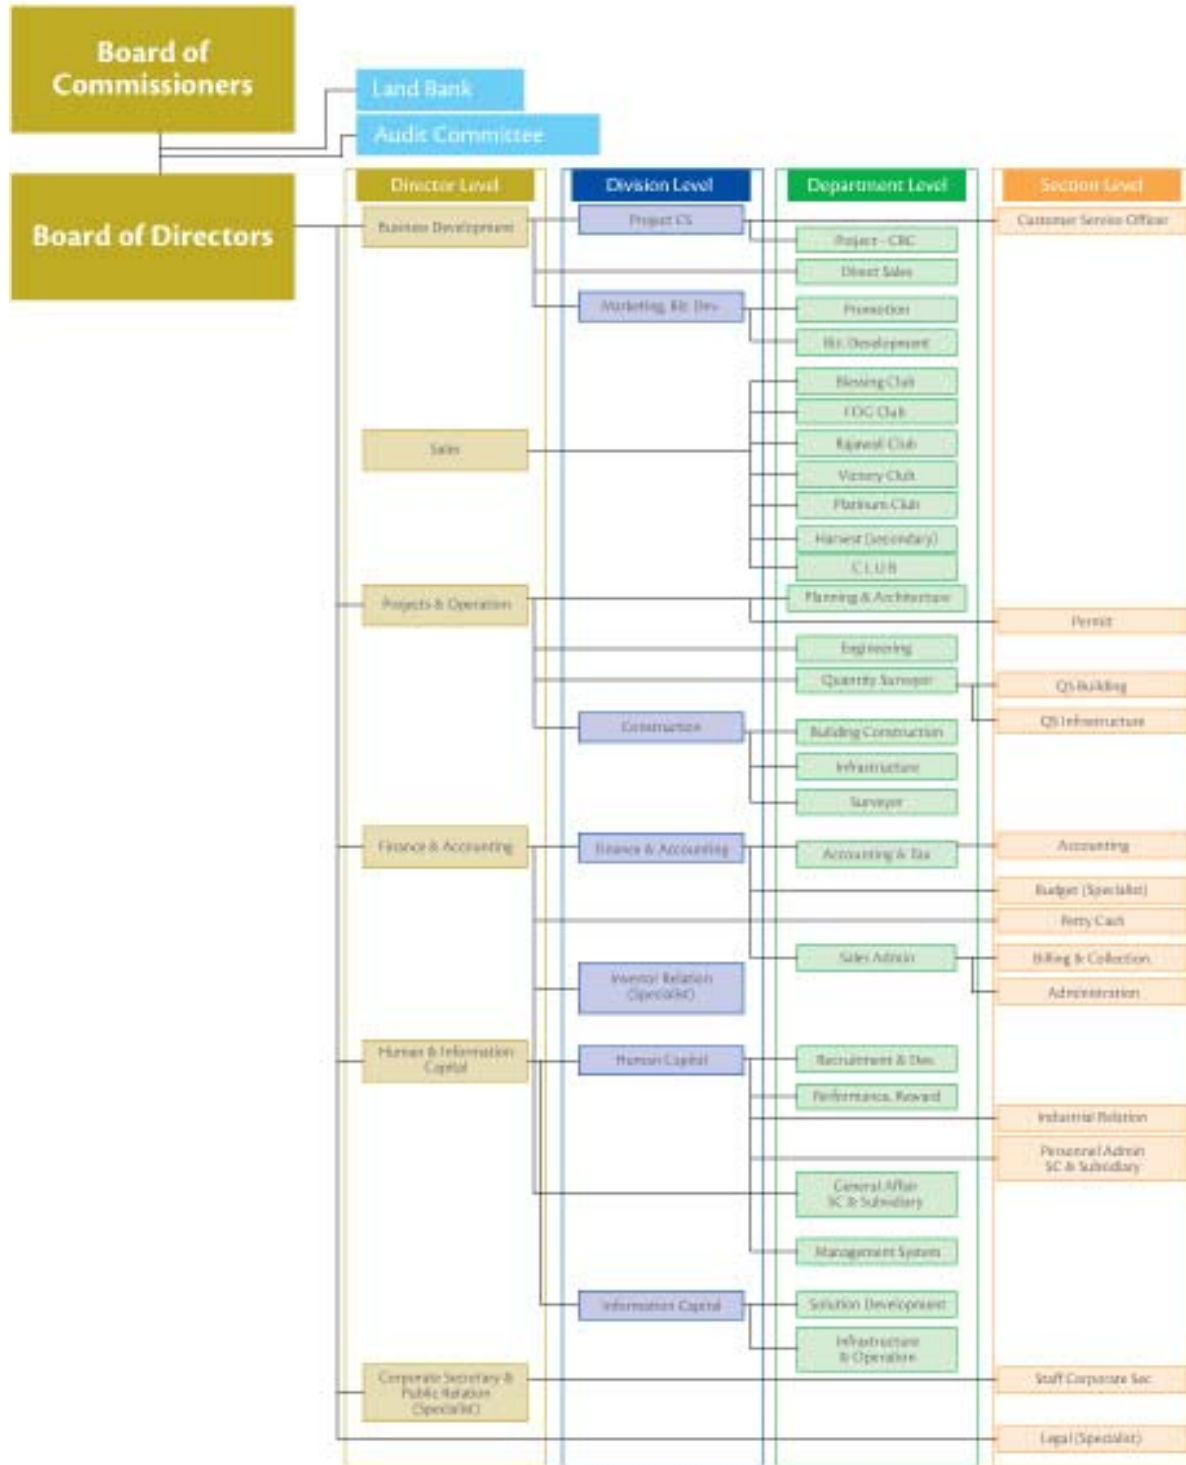 Board of
Commissioners
Land Bank
Audit Committee
Board of Directors
Director Level
Division Level
Department Level
Section Level
Business Development
Project CS
Customer Service Officer
Project - CRC
Direct Sales
Marketing, Biz Dev
Promotion
Biz. Development
Blessing Club
FOG Club
Sales
Rajawali Club
Victory Club
Platinum Club
Harvest (secondary)
C L U B
Projects & Operation
Planning & Architecture
Permit
Engineering
Quantity Surveyor
QS Building
QS Infrastructure
Construction
Building Construction
Infrastructure
Surveyor
Finance & Accounting
Finance & Accounting
Accounting & Tax
Accounting
Budget (Specialist)
Petty Cash
Sales Admin
Billing & Collection
Investor Relation
(Specialist)
Administration
Human & Information
Capital
Human Capital
Recruitment & Dev.
Performance, Reward
Industrial Relation
Personnel Admin
SC & Subsidiary
General Affair
SC & Subsidiary
Management System
Information Capital
Solution Development
Infrastructure
& Operation
Corporate Secretary &
Public Relation
(Specialist)
Staff Corporate Sec.
Legal (Specialist)